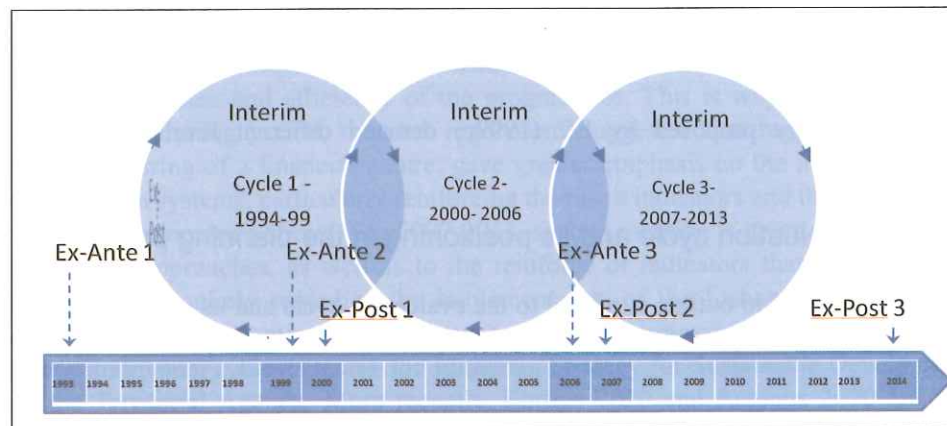 Interim Interim Interim
Cycle 1 - Cycle 2- Cycle 3-
1994-99 2000- 2006 2007-2013
Ex-Ante 1 Ex-Ante 2 Ex-Ante 3
Ex-Post 1 Ex-Post 2 Ex-Post 3
1993 1994 1995 1996 1997 1998 1999 2000 2001 2002 2003 2004 2005 2006 2007 2008 2009 2010 2011 2012 2013 2014